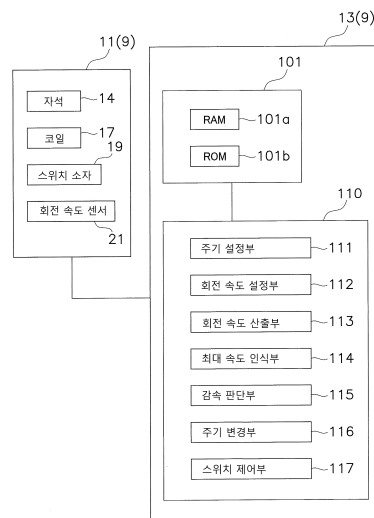 13(9)
11(9)
자석 14
코일 17
19
스위치 소자
회전 속도 센서
21
101
RAM 101a
ROM 101b
110
주기 설정부 111
회전 속도 설정부 112
회전 속도 산출부 113
최대 속도 인식부 114
감속 판단부 115
주기 변경부 116
스위치 제어부 117